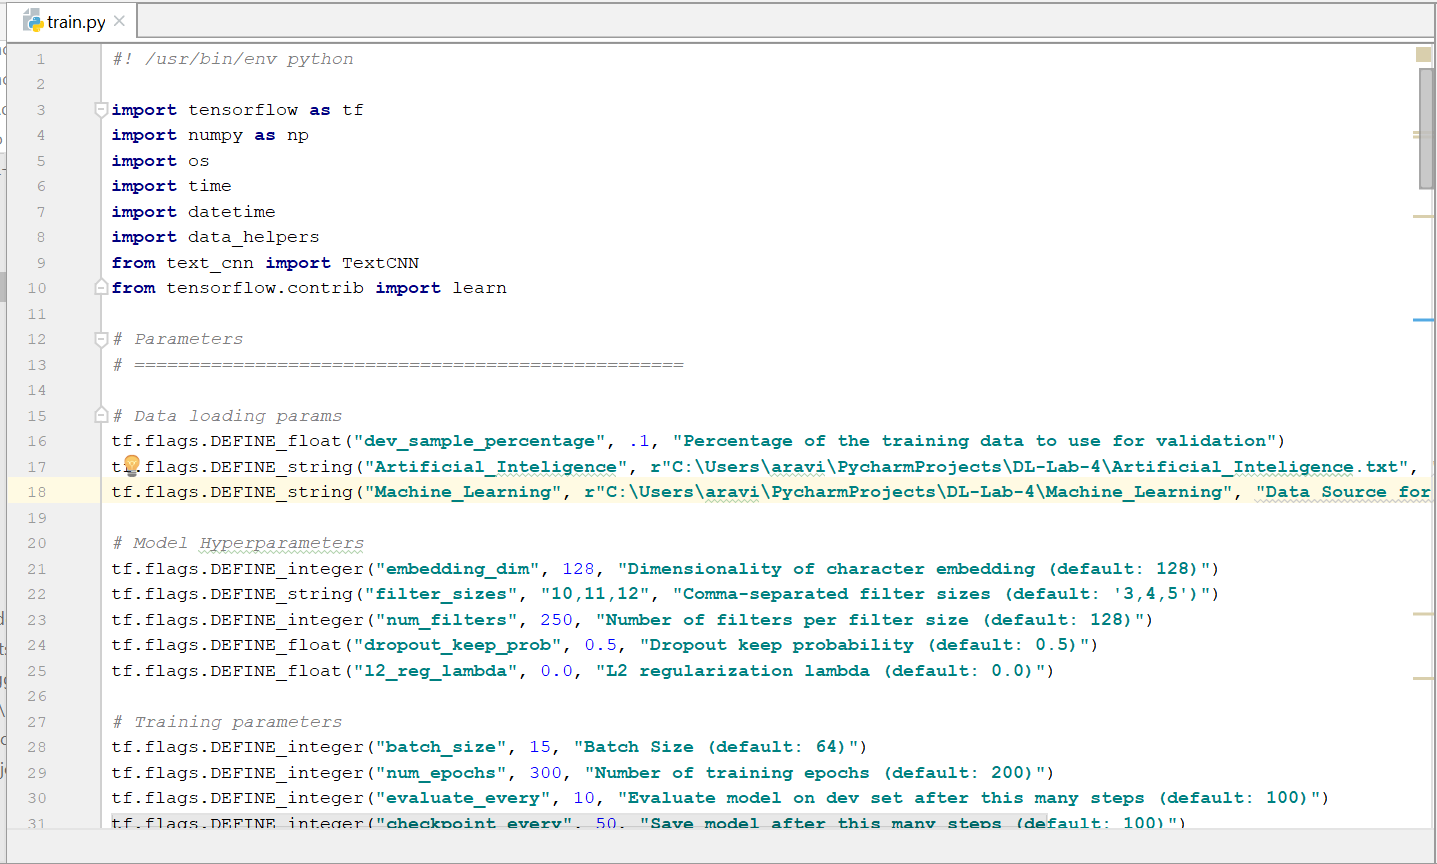 train.py
1 #! /usr/bin/env python
2
3 import tensorflow as tf
4 import numpy as np
5 import os
6 import time
7 import datetime
8 import data_helpers
9 from text_cnn import TextCNN
10 from tensorflow.contrib import learn
11
12 # Parameters
13 # ==================================================
14
15 # Data loading params
16 tf.flags.DEFINE_float("dev_sample_percentage", .1, "Percentage of the training data to use for validation")
17 tf.flags.DEFINE_string("Artificial_Inteligence", r"C:\Users\aravi\PycharmProjects\DL-Lab-4\Artificial_Inteligence.txt",
18 tf.flags.DEFINE_string("Machine_Learning", r"C:\Users\aravi\PycharmProjects\DL-Lab-4\Machine_Learning", "Data Source for
19
20 # Model Hyperparameters
21 tf.flags.DEFINE_integer("embedding_dim", 128, "Dimensionality of character embedding (default: 128)")
22 tf.flags.DEFINE_string("filter_sizes", "10,11,12", "Comma-separated filter sizes (default: '3,4,5')")
23 tf.flags.DEFINE_integer("num_filters", 250, "Number of filters per filter size (default: 128)")
24 tf.flags.DEFINE_float("dropout_keep_prob", 0.5, "Dropout keep probability (default: 0.5)")
25 tf.flags.DEFINE_float("l2_reg_lambda", 0.0, "L2 regularization lambda (default: 0.0)")
26
27 # Training parameters
28 tf.flags.DEFINE_integer("batch_size", 15, "Batch Size (default: 64)")
29 tf.flags.DEFINE_integer("num_epochs", 300, "Number of training epochs (default: 200)")
30 tf.flags.DEFINE_integer("evaluate_every", 10, "Evaluate model on dev set after this many steps (default: 100)")
31 tf.flags.DEFINE_integer("checkpoint_every", 50, "Save model after this many steps (default: 100)")